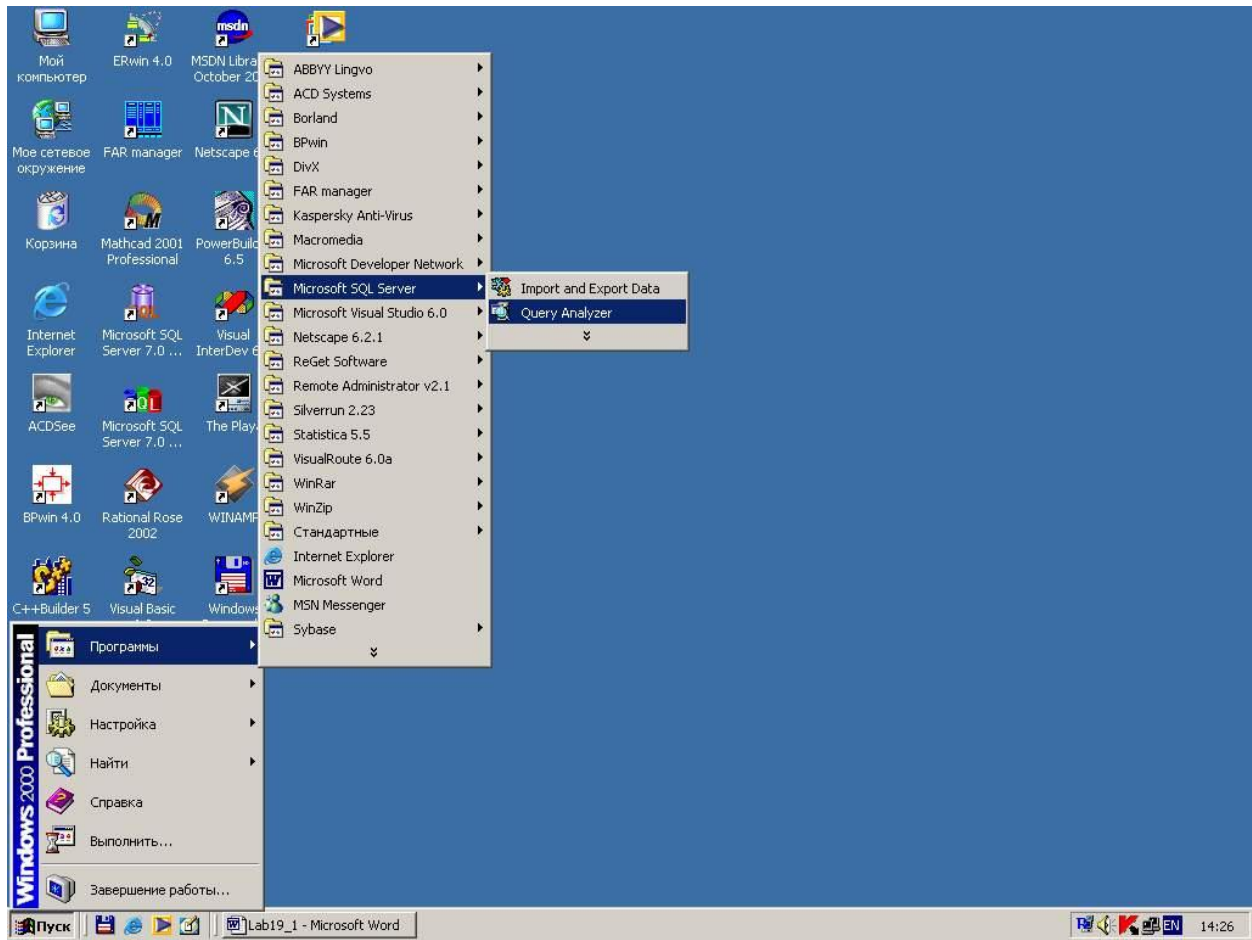 Мой
компьютер
ERwin 4.0
MSDN Libra
October 20
Мое сетевое
окружение
FAR manager
Netscape 6
Корзина
Mathcad 2001
Professional
PowerBuild
6.5
Internet
Explorer
Microsoft SQL
Server 7.0 ...
Visual
InterDev 6
ACDSee
Microsoft SQL
Server 7.0 ...
The Playa
BPwin 4.0
Rational Rose
2002
WINAMP
C++Builder 5
Visual Basic
Windows
ABBYY Lingvo
ACD Systems
Borland
BPwin
DivX
FAR manager
Kaspersky Anti-Virus
Macromedia
Microsoft Developer Network
Microsoft SQL Server
Microsoft Visual Studio 6.0
Netscape 6.2.1
ReGet Software
Remote Administrator v2.1
Silverrun 2.23
Statistica 5.5
VisualRoute 6.0a
WinRar
WinZip
Стандартные
Internet Explorer
Microsoft Word
MSN Messenger
Sybase
Import and Export Data
Query Analyzer
Windows 2000 Professional
Программы
Документы
Настройка
Найти
Справка
Выполнить...
Завершение работы...
Пуск
Lab19_1 - Microsoft Word
EN
14:26